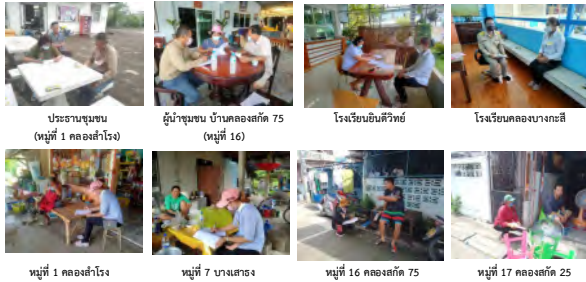 ประธานชุมชน
(หมู่ที่ 1 คลองสำโรง)
ผู้นำชุมชน บ้านคลองสกัด 75
(หมู่ที่ 16)
โรงเรียนยินดีวิทย์
โรงเรียนคลองบางกะสี
หมู่ที่ 1 คลองสำโรง
หมู่ที่ 7 บางเสาธง
หมู่ที่ 16 คลองสกัด 75
หมู่ที่ 17 คลองสกัด 25